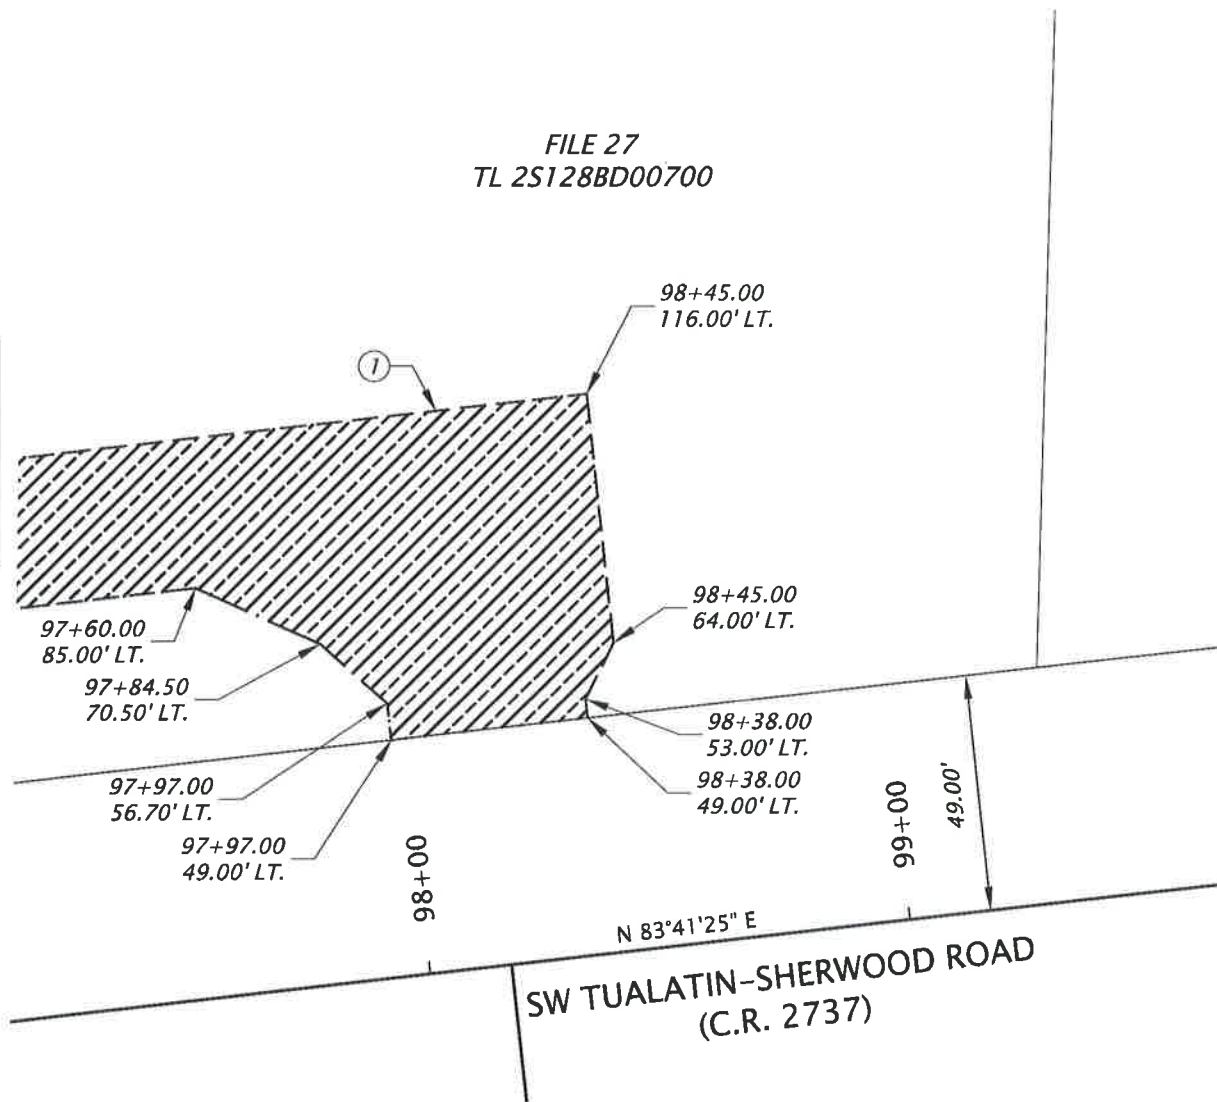 FILE 27
TL 2S128BD00700
98+45.00
116.00' LT.
1
98+45.00
64.00' LT.
97+60.00
85.00' LT.
97+84.50
70.50' LT.
98+38.00
53.00' LT.
97+97.00
56.70' LT.
98+38.00
49.00' LT.
97+97.00
49.00' LT.
98+00
99+00
49.00'
N 83°41'25" E
SW TUALATIN-SHERWOOD ROAD
(C.R. 2737)